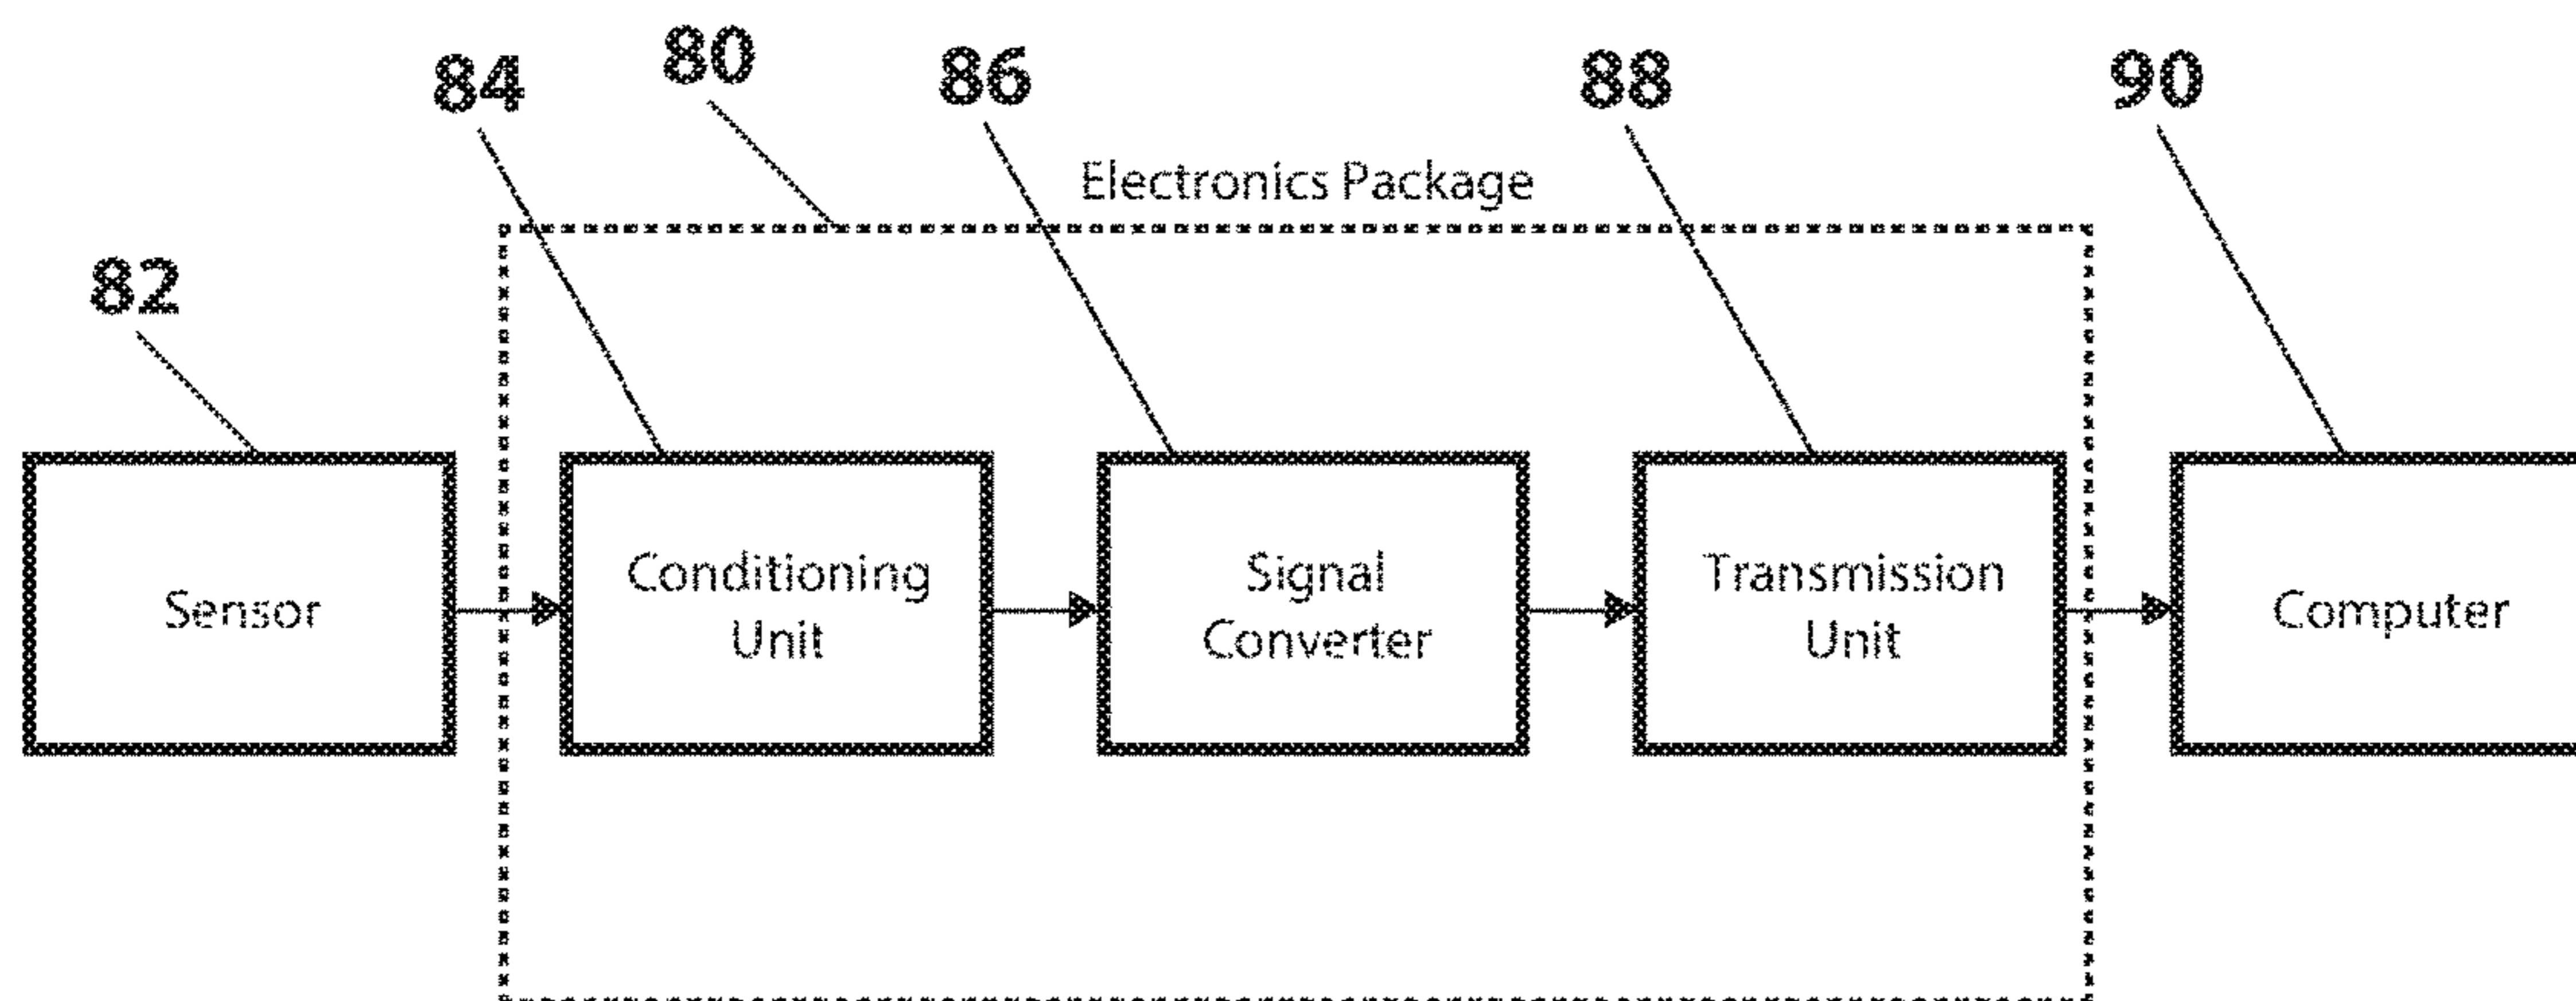 80
84
86
88
90
Electronics Package
82
Sensor
Conditioning
Unit
Signal
Converter
Transmission
Unit
Computer